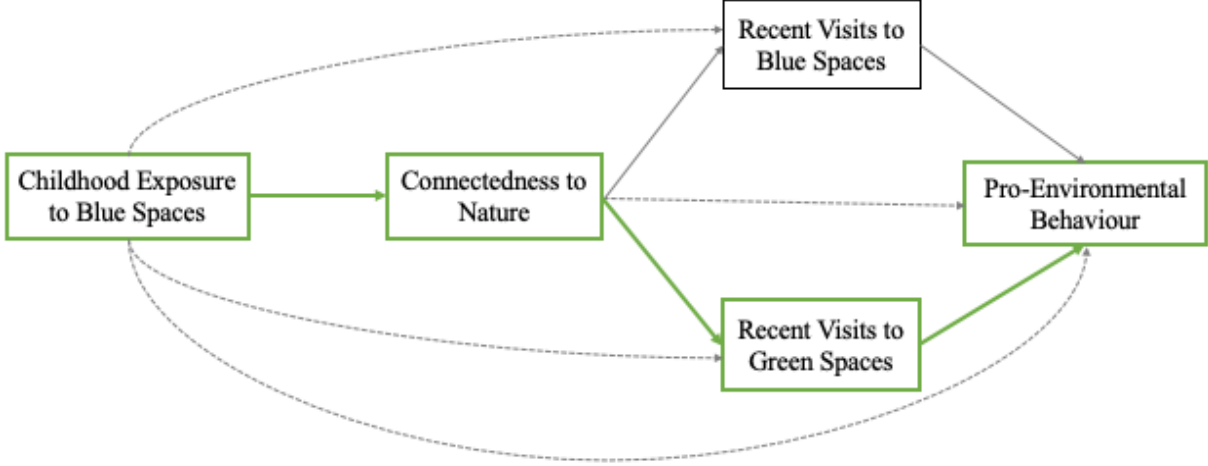 Recent Visits to
Blue Spaces
Childhood Exposure
to Blue Spaces
Connectedness to
Nature
Pro-Environmental
Behaviour
Recent Visits to
Green Spaces